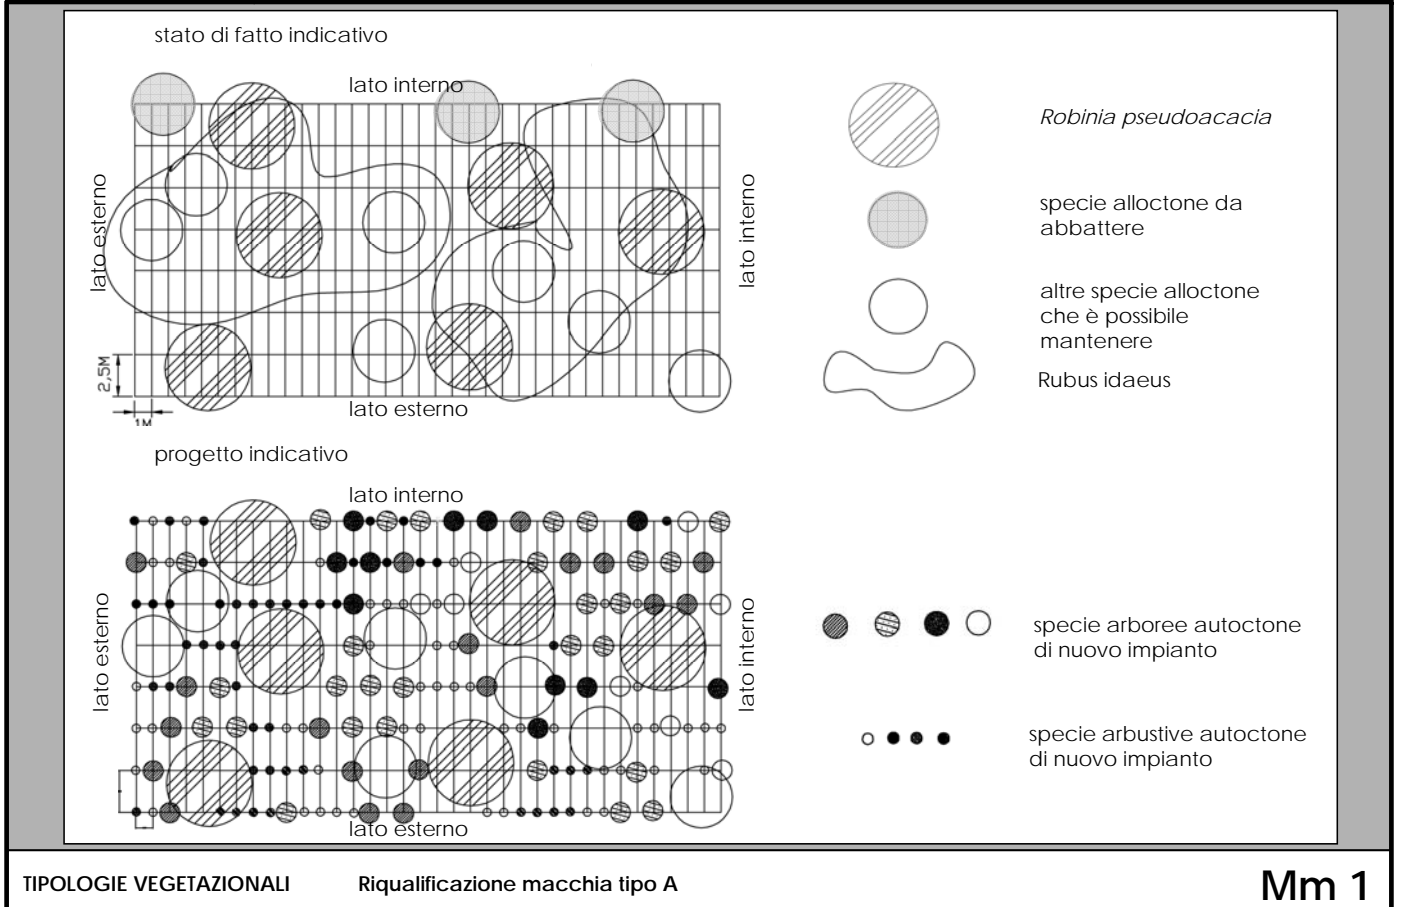 stato di fatto indicativo
lato interno
lato esterno
lato interno
2,5M
1M
lato esterno
Robinia pseudoacacia
specie alloctone da
abbattere
altre specie alloctone
che è possibile
mantenere
Rubus idaeus
progetto indicativo
lato interno
lato esterno
lato interno
lato esterno
specie arboree autoctone
di nuovo impianto
specie arbustive autoctone
di nuovo impianto
TIPOLOGIE VEGETAZIONALI
Riqualificazione macchia tipo A
Mm 1